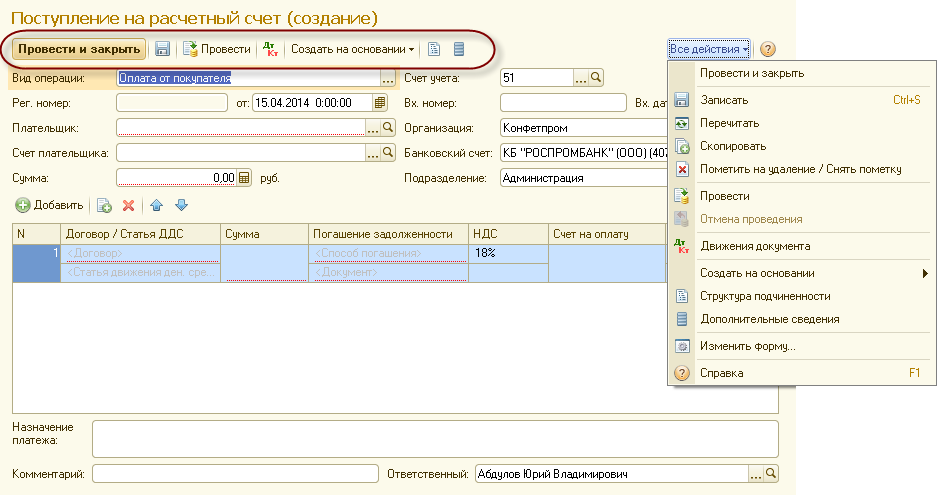 Поступление на расчетный счет (создание)
Провести и закрыть Провести Дт Кт Создать на основании Все действия
Вид операции: Оплата от покупателя ... Счет учета: 51 ...
Рег. номер: от: 15.04.2014 0:00:00 Вх. номер: Вх. дат
Плательщик: ... Организация: Конфетпром
Счет плательщика: ... Банковский счет: КБ "РОСПРОМБАНК" (ООО) (407
Сумма: 0,00 руб. Подразделение: Администрация
Добавить
N Договор / Статья ДДС Сумма Погашение задолженности НДС Счет на оплату
1 <Договор> <Способ погашения> 18%
<Статья движения ден. сре... <Документ>
Назначение
платежа:
Комментарий: Ответственный: Абдулов Юрий Владимирович ...
Провести и закрыть
Записать Ctrl+S
Перечитать
Скопировать
Пометить на удаление / Снять пометку
Провести
Отмена проведения
Дт Кт Движения документа
Создать на основании
Структура подчиненности
Дополнительные сведения
Изменить форму...
Справка F1